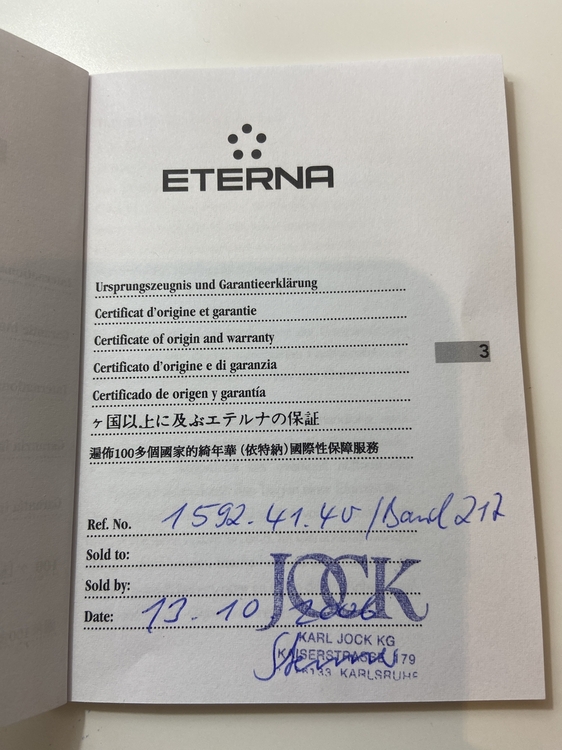 ETERNA
Ursprungszeugnis und Garantieerklärung
Certificat d'origine et garantie
Certificate of origin and warranty
Certificato d'origine e di garanzia
3
Certificado de origen y garantía
ヶ国以上に及ぶエテルナの保証
遍佈100多個國家的綺年華(依特納)國際性保障服務
Ref. No. 1592.41.40 /Band 217
Sold to:
JOCK
Sold by:
Date: 13.10 2006
KARL JOCK KG
KAISERSTRASSE 179
76133 KARLSRUHE